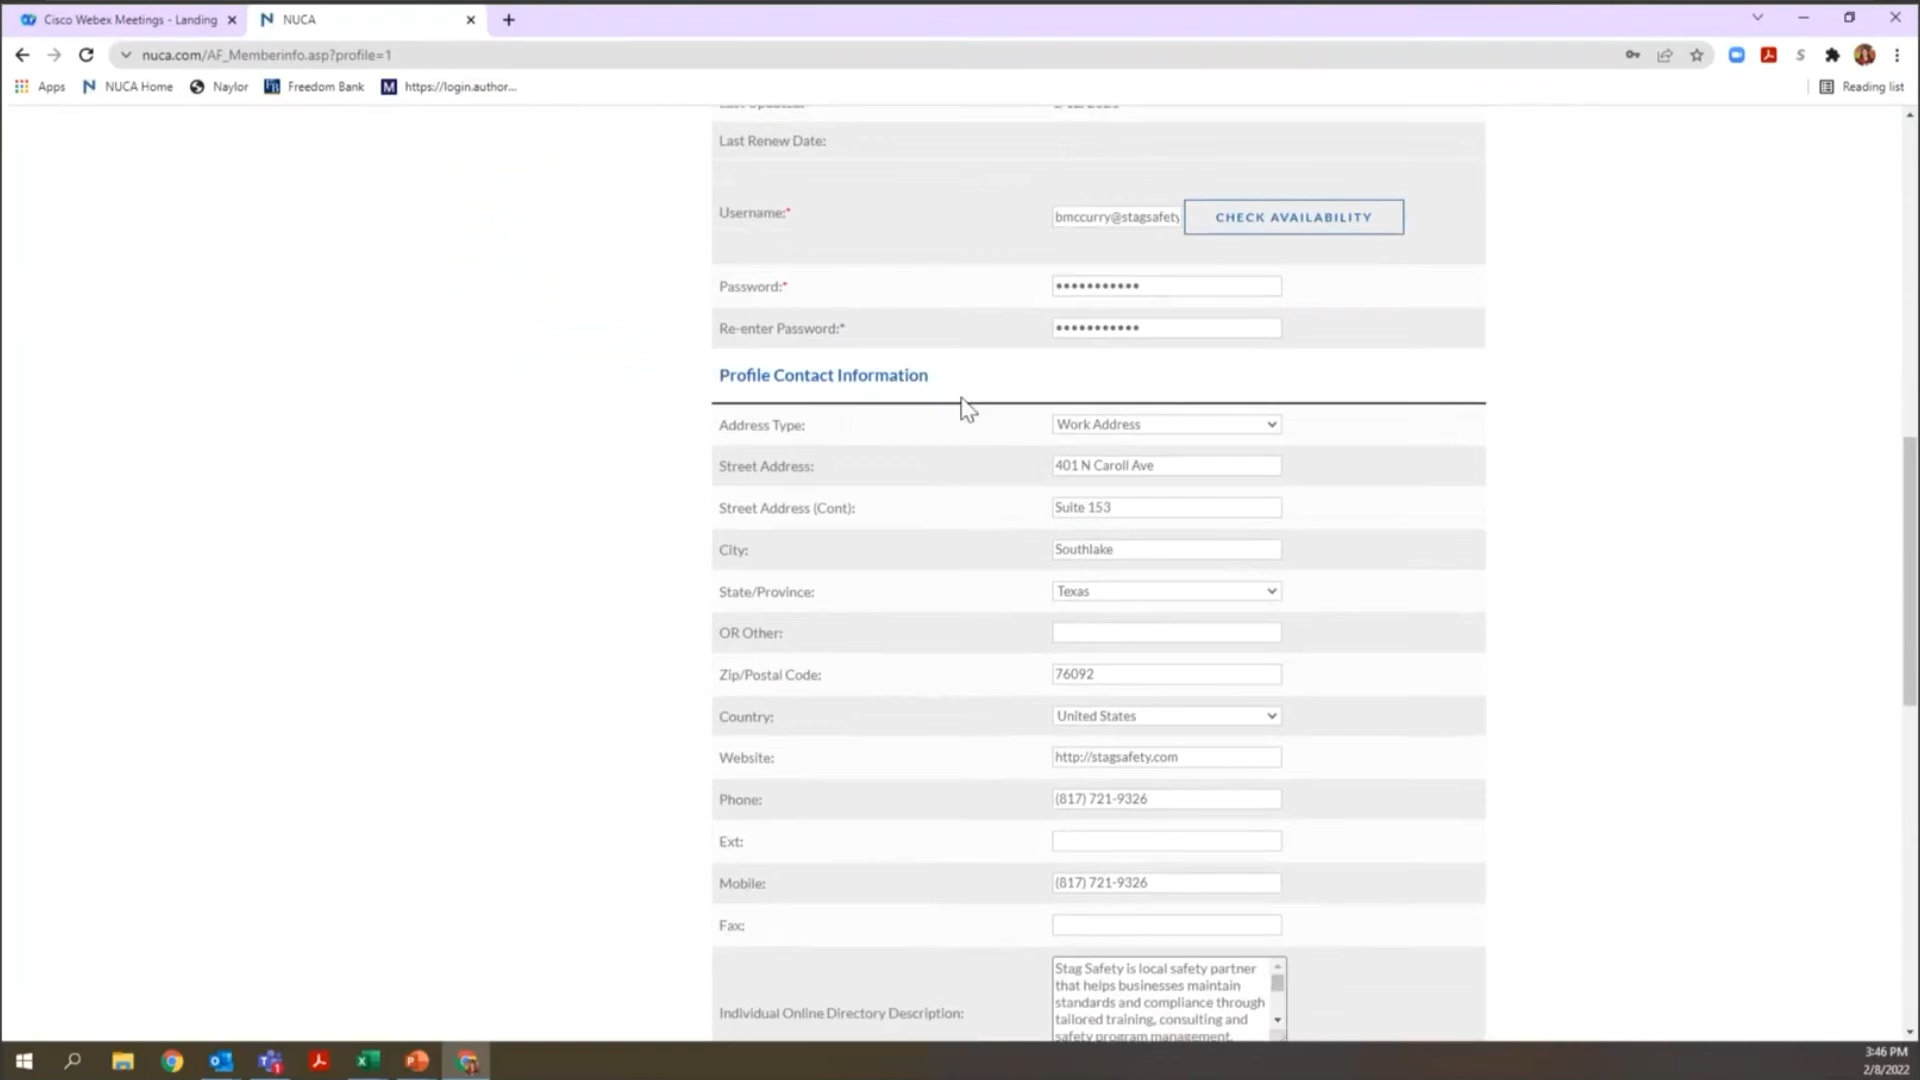 Cisco Webex Meetings - Landing
NUCA
nuca.com/AF_Memberinfo.asp?profile=1
Apps
NUCA Home
Naylor
Freedom Bank
https://login.author...
Reading list
Last Renew Date:
Username:*
bmccurry@stagsafety
CHECK AVAILABILITY
Password:*
•••••••••••
Re-enter Password:*
•••••••••••
Profile Contact Information
Address Type:
Work Address
Street Address:
401 N Caroll Ave
Street Address (Cont):
Suite 153
City:
Southlake
State/Province:
Texas
OR Other:
Zip/Postal Code:
76092
Country:
United States
Website:
http://stagsafety.com
Phone:
(817) 721-9326
Ext:
Mobile:
(817) 721-9326
Fax:
Individual Online Directory Description:
Stag Safety is local safety partner
that helps businesses maintain
standards and compliance through
tailored training, consulting and
safety program management.
3:46 PM
2/8/2022